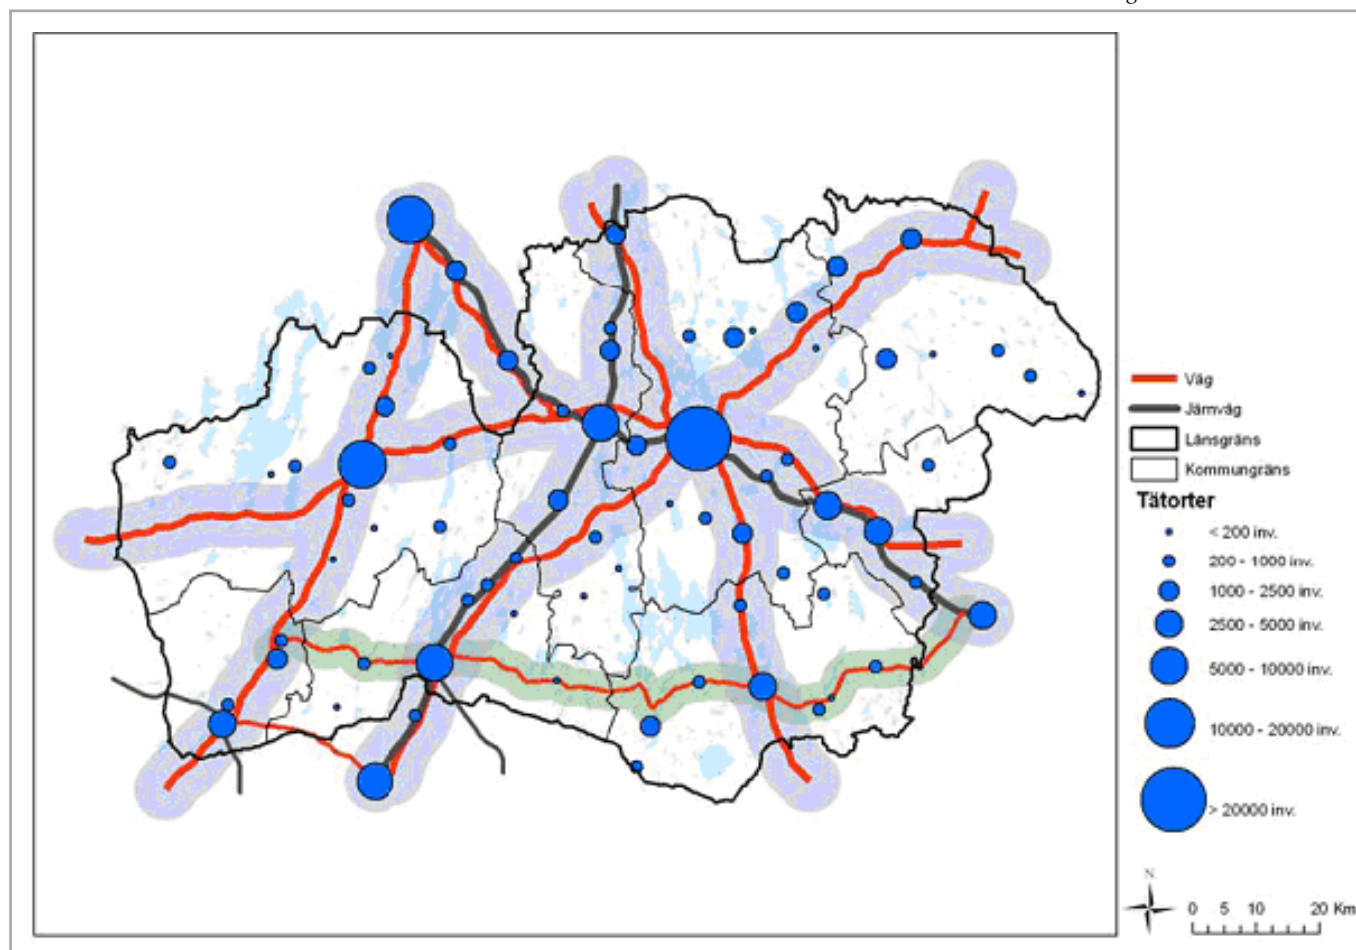 Väg
Järnväg
Länsgräns
Kommungräns
Tätorter
< 200 inv.
200 - 1000 inv.
1000 - 2500 inv.
2500 - 5000 inv.
5000 - 10000 inv.
10000 - 20000 inv.
> 20000 inv.
N
0 5 10 20 Km